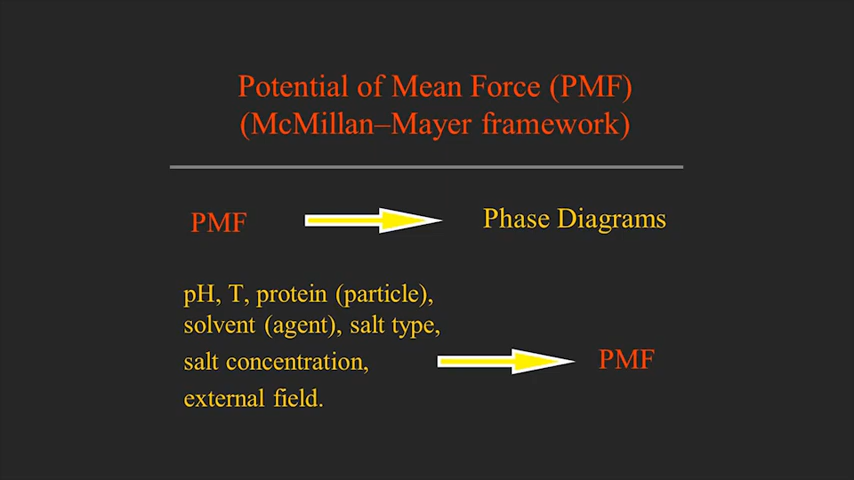 Potential of Mean Force (PMF)
(McMillan–Mayer framework)
PMF
Phase Diagrams
pH, T, protein (particle),
solvent (agent), salt type,
salt concentration,
external field.
PMF